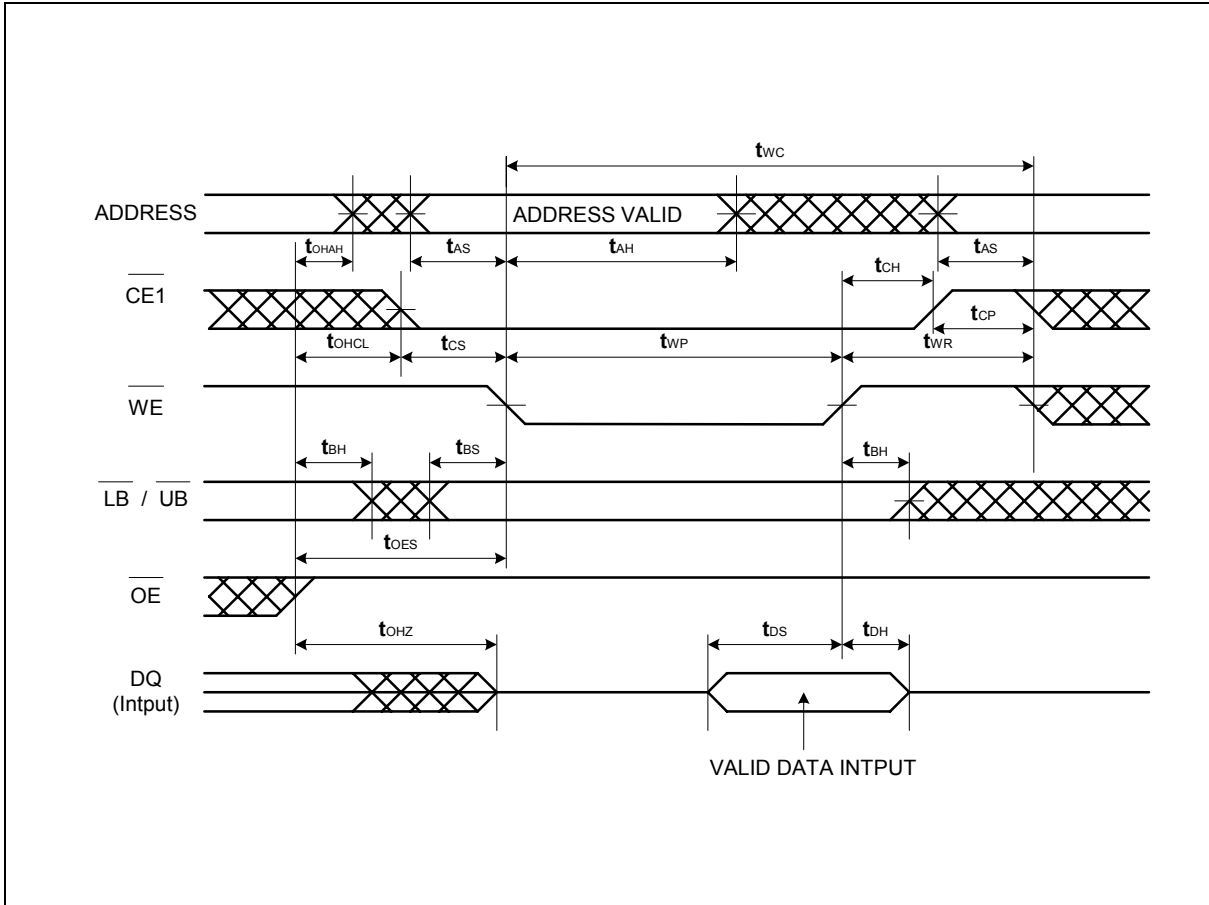 tWC
ADDRESS
ADDRESS VALID
tOHAH
tAS
tAH
tAS
tCH
CE1
tCP
tOHCL
tCS
tWP
tWR
WE
tBH
tBS
tBH
LB / UB
tOES
OE
tOHZ
tDS
tDH
DQ
(Intput)
VALID DATA INTPUT